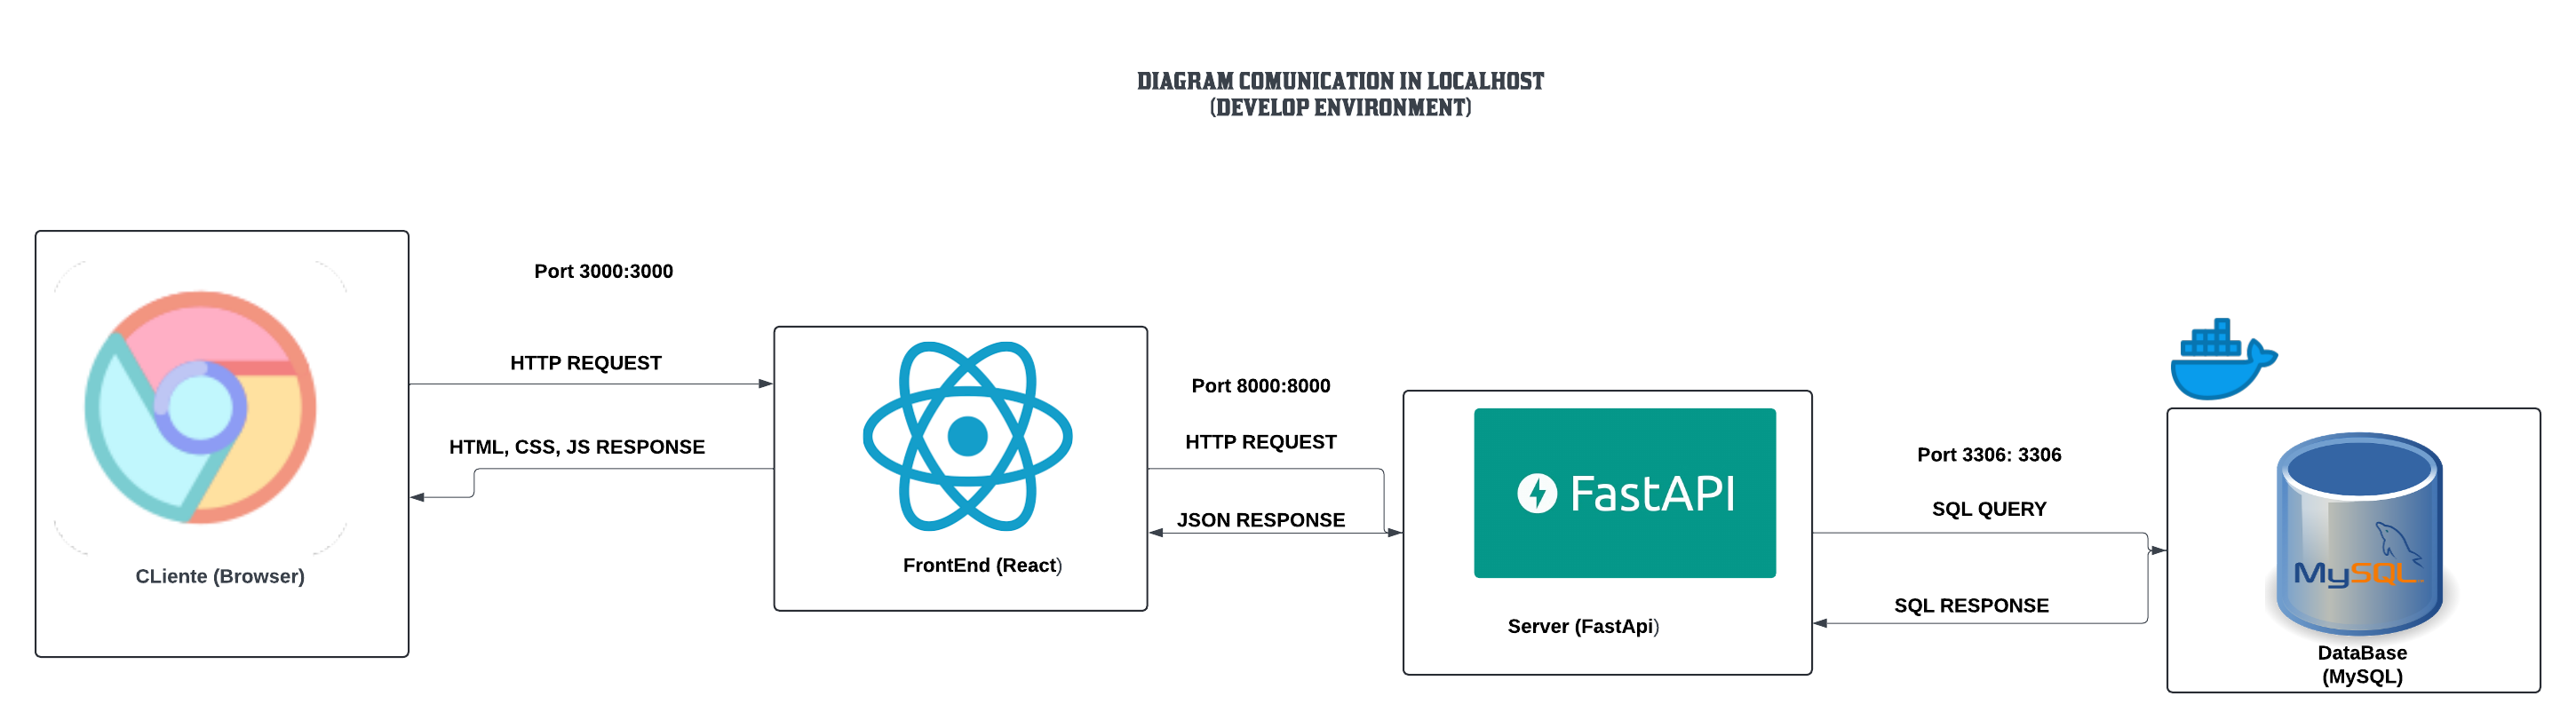 DIAGRAM COMUNICATION IN LOCALHOST
(DEVELOP ENVIRONMENT)
Port 3000:3000
HTTP REQUEST
HTML, CSS, JS RESPONSE
CLiente (Browser)
FrontEnd (React)
Port 8000:8000
HTTP REQUEST
JSON RESPONSE
FastAPI
Server (FastApi)
Port 3306: 3306
SQL QUERY
SQL RESPONSE
MySQL
DataBase
(MySQL)